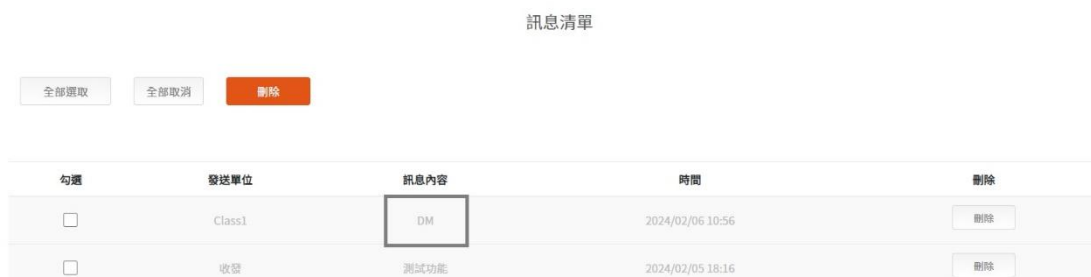 訊息清單
全部選取 全部取消 刪除
勾選 發送單位 訊息內容 時間 刪除
Class1 DM 2024/02/06 10:56 刪除
收發 測試功能 2024/02/05 18:16 刪除